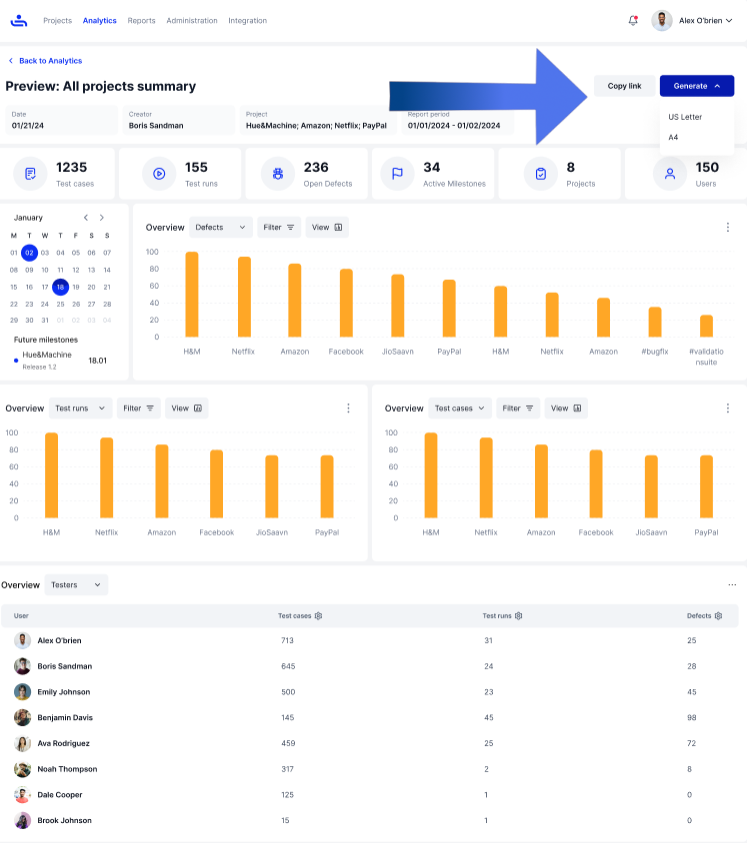 Projects Analytics Reports Administration Integration Alex O'brien
Back to Analytics
Preview: All projects summary Copy link Generate
US Letter
A4
Date Creator Project Report period
01/21/24 Boris Sandman Hue&Machine; Amazon; Netflix; PayPal 01/01/2024 - 01/02/2024
1235 155 236 34 8 150
Test cases Test runs Open Defects Active Milestones Projects Users
January
M T W T F S S
01 02 03 04 05 06 07
08 09 10 11 12 13 14
15 16 17 18 19 20 21
22 23 24 25 26 27 28
29 30 31 01 02 03 04
Future milestones
Hue&Machine 18.01
Release 1.2
Overview Defects Filter View
100
80
60
40
20
0
H&M Netflix Amazon Facebook JioSaavn PayPal H&M Netflix Amazon #bugfix #validatio
nsuite
Overview Test runs Filter View
100
80
60
40
20
0
H&M Netflix Amazon Facebook JioSaavn PayPal
Overview Test cases Filter View
100
80
60
40
20
0
H&M Netflix Amazon Facebook JioSaavn PayPal
Overview Testers
User Test cases Test runs Defects
Alex O'brien 713 31 25
Boris Sandman 645 24 28
Emily Johnson 500 23 45
Benjamin Davis 145 45 98
Ava Rodriguez 459 25 72
Noah Thompson 317 2 8
Dale Cooper 125 1 0
Brook Johnson 15 1 0